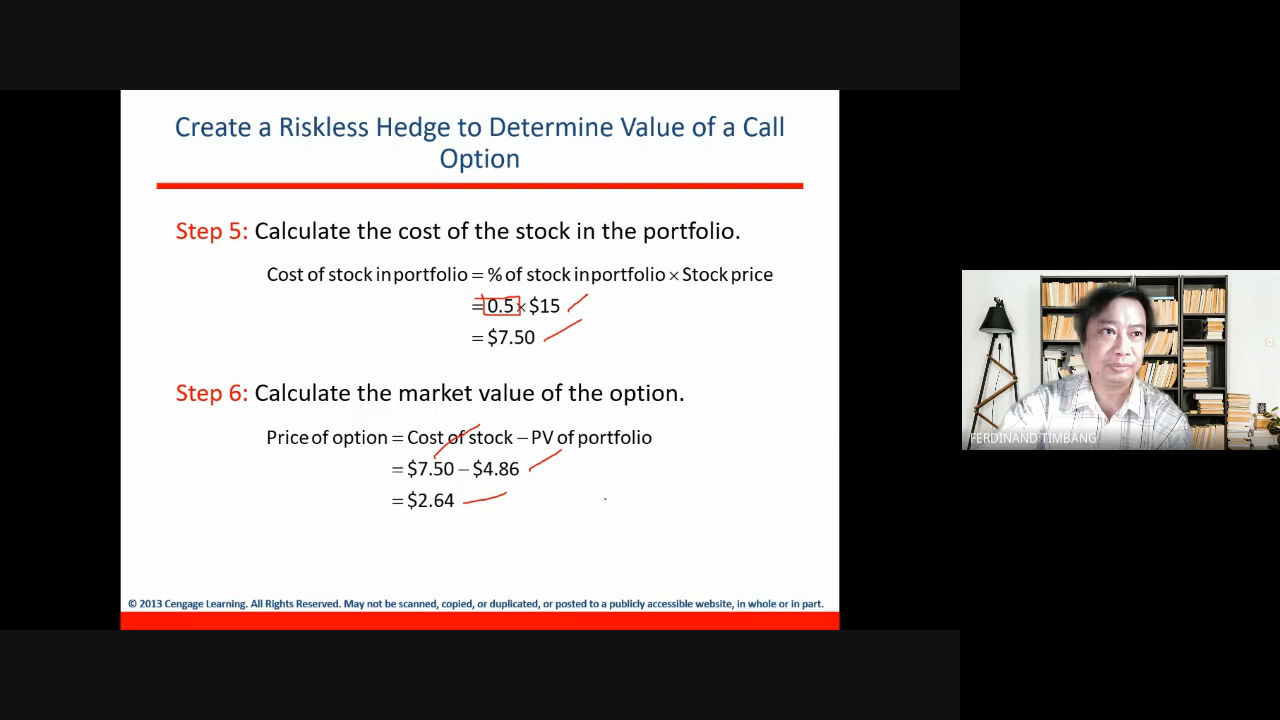 Create a Riskless Hedge to Determine Value of a Call
Option
Step 5: Calculate the cost of the stock in the portfolio.
Cost of stock in portfolio = % of stock in portfolio × Stock price
= 0.5 × $15
= $7.50
Step 6: Calculate the market value of the option.
Price of option = Cost of stock – PV of portfolio
= $7.50 – $4.86
= $2.64
© 2013 Cengage Learning. All Rights Reserved. May not be scanned, copied, or duplicated, or posted to a publicly accessible website, in whole or in part.
FERDINAND TIMBANG